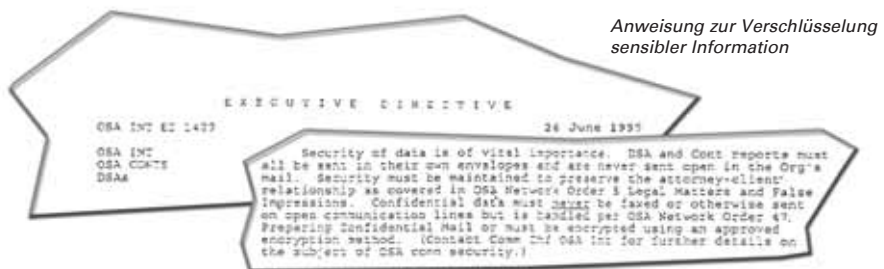 Anweisung zur Verschlüsselung
sensibler Information
EXECUTIVE DIRECTIVE
OSA INT ED
26 June
OSA INT
OSA CONTS
DSAs
Security of data is of vital importance. DSA and Cont reports must
all be sent in their own envelopes and are never sent open in the Org's
mail. Security must be maintained to preserve the attorney-client
relationship as covered in OSA Network Order Legal Matters and False
Impressions. Confidential data must never be faxed or otherwise sent
on open communication lines but is handled per OSA Network Order
Preparing Confidential Mail or must be encrypted using an approved
encryption method. (Contact Comm OSA Int for further details on
the subject of OSA comm security.)